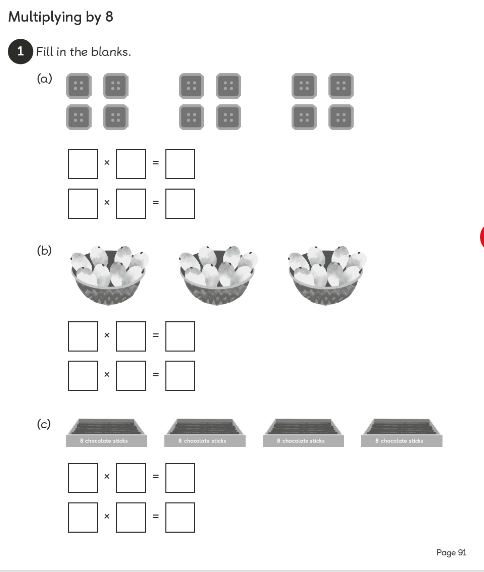 Multiplying by 8
1 Fill in the blanks.
(a)
× =
× =
(b)
× =
× =
(c)
8 chocolate sticks 8 chocolate sticks 8 chocolate sticks 8 chocolate sticks
× =
× =
Page 91